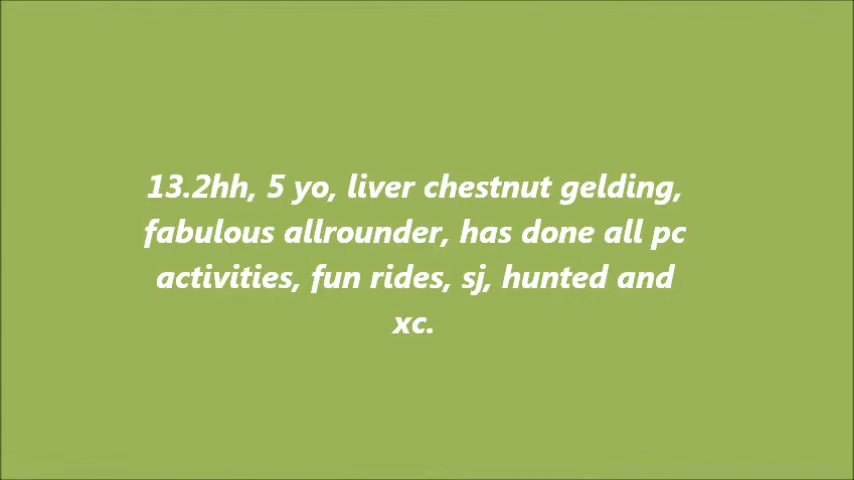 13.2hh, 5 yo, liver chestnut gelding,
fabulous allrounder, has done all pc
activities, fun rides, sj, hunted and
xc.